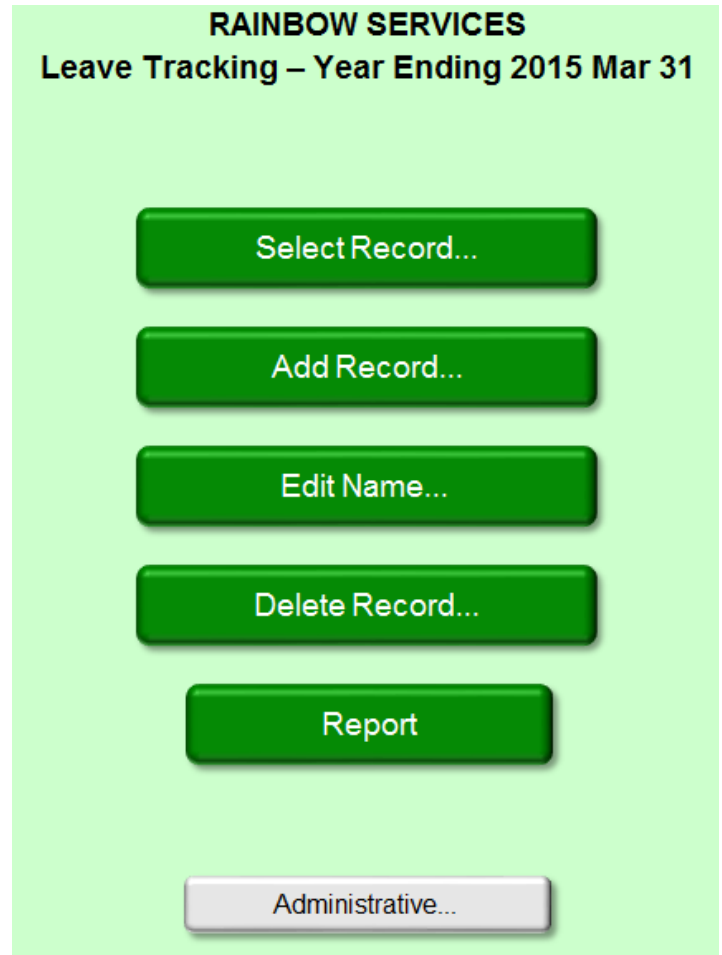 RAINBOW SERVICES
Leave Tracking – Year Ending 2015 Mar 31
Select Record...
Add Record...
Edit Name...
Delete Record...
Report
Administrative...